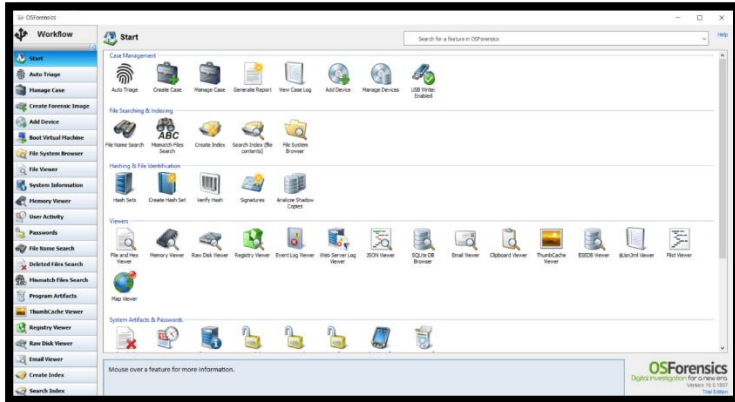 OSForensics
Workflow
Start
Search for a feature in OSForensics
Help
Start
Auto Triage
Manage Case
Create Forensic Image
Add Device
Boot Virtual Machine
File System Browser
File Viewer
System Information
Memory Viewer
User Activity
Passwords
File Name Search
Deleted Files Search
Mismatch Files Search
Program Artifacts
ThumbCache Viewer
Registry Viewer
Raw Disk Viewer
Email Viewer
Create Index
Search Index
Case Management
Auto Triage
Create Case
Manage Case
Generate Report
View Case Log
Add Device
Manage Devices
USB Write:
Enabled
File Searching & Indexing
File Name Search
ABC
Mismatch Files
Search
Create Index
Search Index (file
contents)
File System
Browser
Hashing & File Identification
Hash Sets
Create Hash Set
Verify Hash
Signatures
Analyze Shadow
Copies
Viewers
File and Hex
Viewer
Memory Viewer
Raw Disk Viewer
Registry Viewer
Event Log Viewer
Web Server Log
Viewer
JSON Viewer
SQLite DB
Browser
Email Viewer
Clipboard Viewer
ThumbCache
Viewer
ESEDB Viewer
$UsnJrnl Viewer
Plist Viewer
Map Viewer
System Artifacts & Passwords
Mouse over a feature for more information.
OSForensics
Digital investigation for a new era
Trial Edition